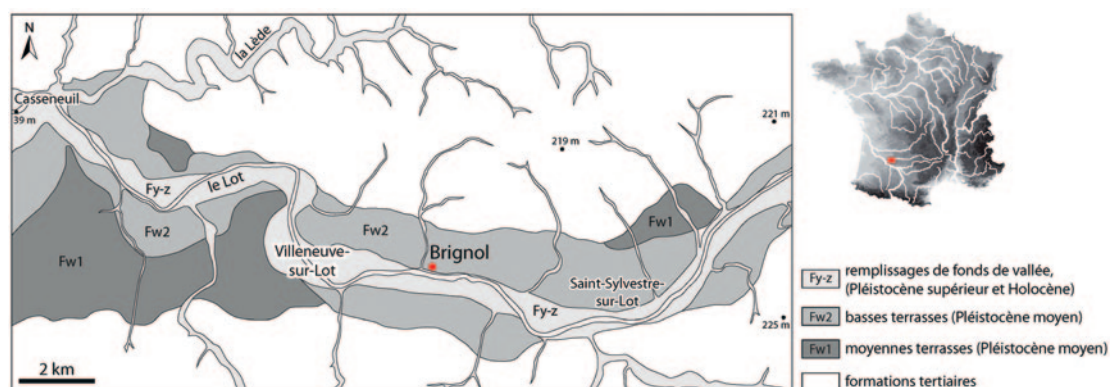 N
la Lède
Casseneuil
39 m
221 m
219 m
Fy-z
le Lot
Fw1
Fw2
Fw2
Brignol
Villeneuve-
sur-Lot
Fw1
Saint-Sylvestre-
sur-Lot
Fy-z
225 m
2 km
Fy-z remplissages de fonds de vallée,
(Pléistocène supérieur et Holocène)
Fw2 basses terrasses (Pléistocène moyen)
Fw1 moyennes terrasses (Pléistocène moyen)
formations tertiaires